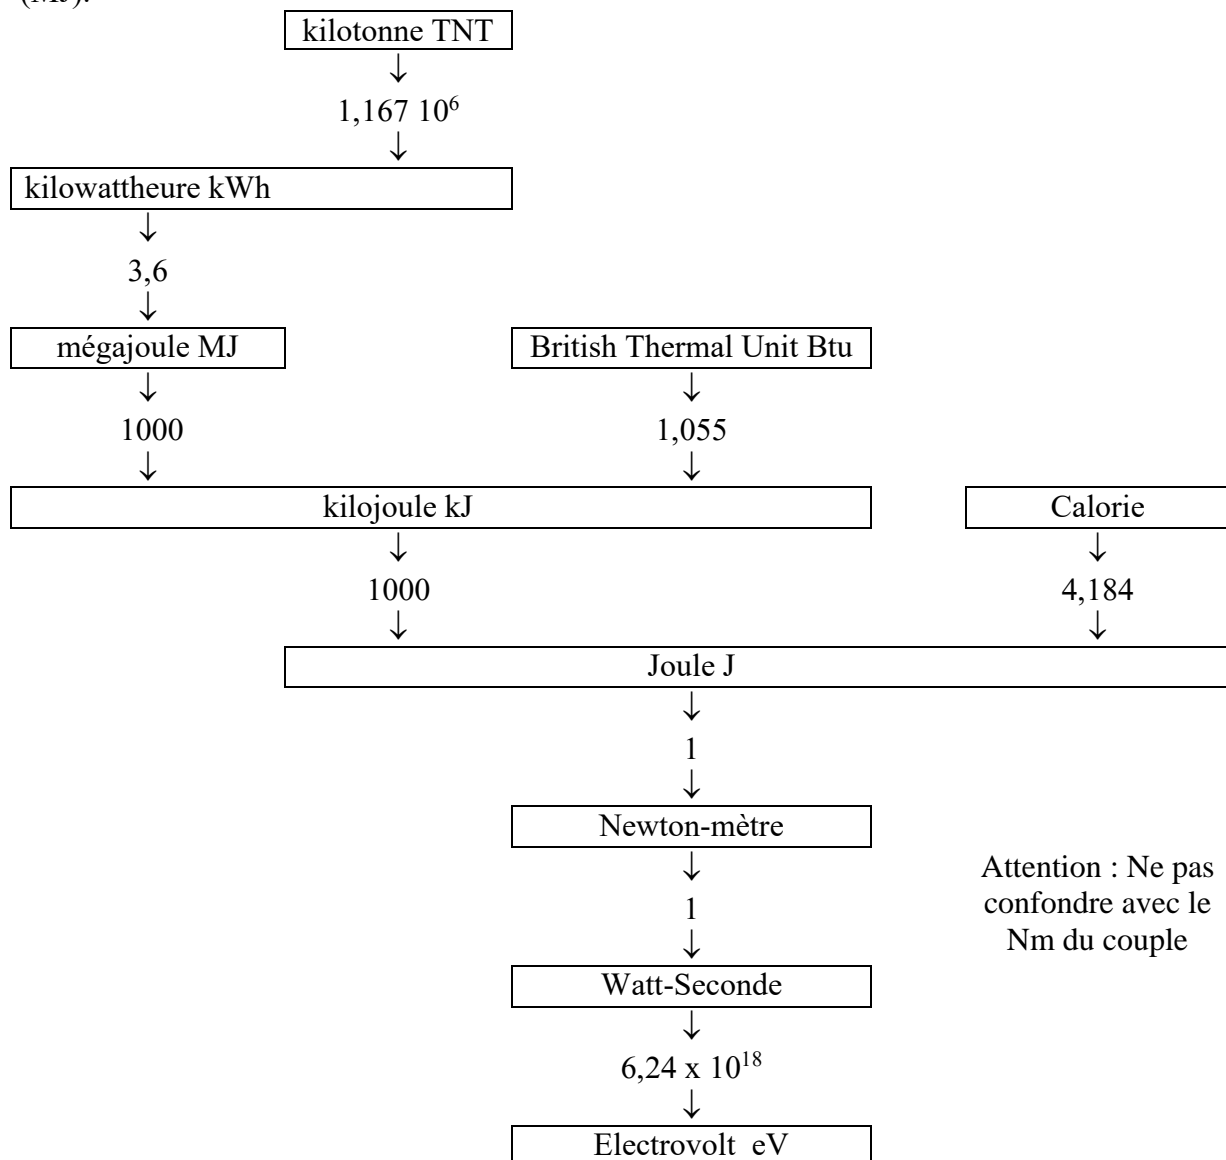 (MJ).
kilotonne TNT
↓
1,167 10⁶
↓
kilowattheure kWh
↓
3,6
↓
mégajoule MJ British Thermal Unit Btu
↓ ↓
1000 1,055
↓ ↓
kilojoule kJ Calorie
↓ ↓
1000 4,184
↓ ↓
Joule J
↓
1
↓
Newton-mètre
↓
Attention : Ne pas
confondre avec le
1
Nm du couple
↓
Watt-Seconde
↓
6,24 x 10¹⁸
↓
Electrovolt eV